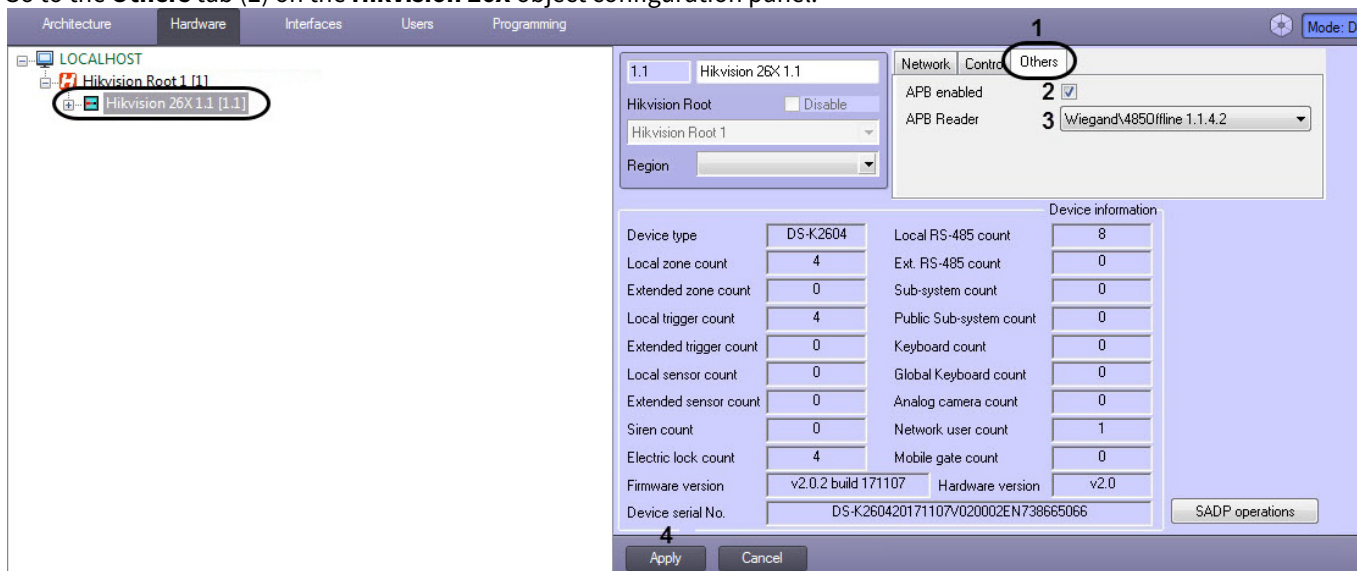 Go to the Others tab (1) on the Hikvision 26X object configuration panel.
Architecture Hardware Interfaces Users Programming
1
Mode: D
LOCALHOST
Hikvision Root 1 [1]
Hikvision 26X 1.1 [1.1]
1.1 Hikvision 26X 1.1
Hikvision Root Disable
Hikvision Root 1
Region
Network Contro Others
APB enabled 2
APB Reader 3 Wiegand\485Offline 1.1.4.2
Device information
Device type DS-K2604 Local RS-485 count 8
Local zone count 4 Ext. RS-485 count 0
Extended zone count 0 Sub-system count 0
Local trigger count 4 Public Sub-system count 0
Extended trigger count 0 Keyboard count 0
Local sensor count 0 Global Keyboard count 0
Extended sensor count 0 Analog camera count 0
Siren count 0 Network user count 1
Electric lock count 4 Mobile gate count 0
Firmware version v2.0.2 build 171107 Hardware version v2.0
Device serial No. DS-K260420171107V020002EN738665066 SADP operations
4
Apply Cancel